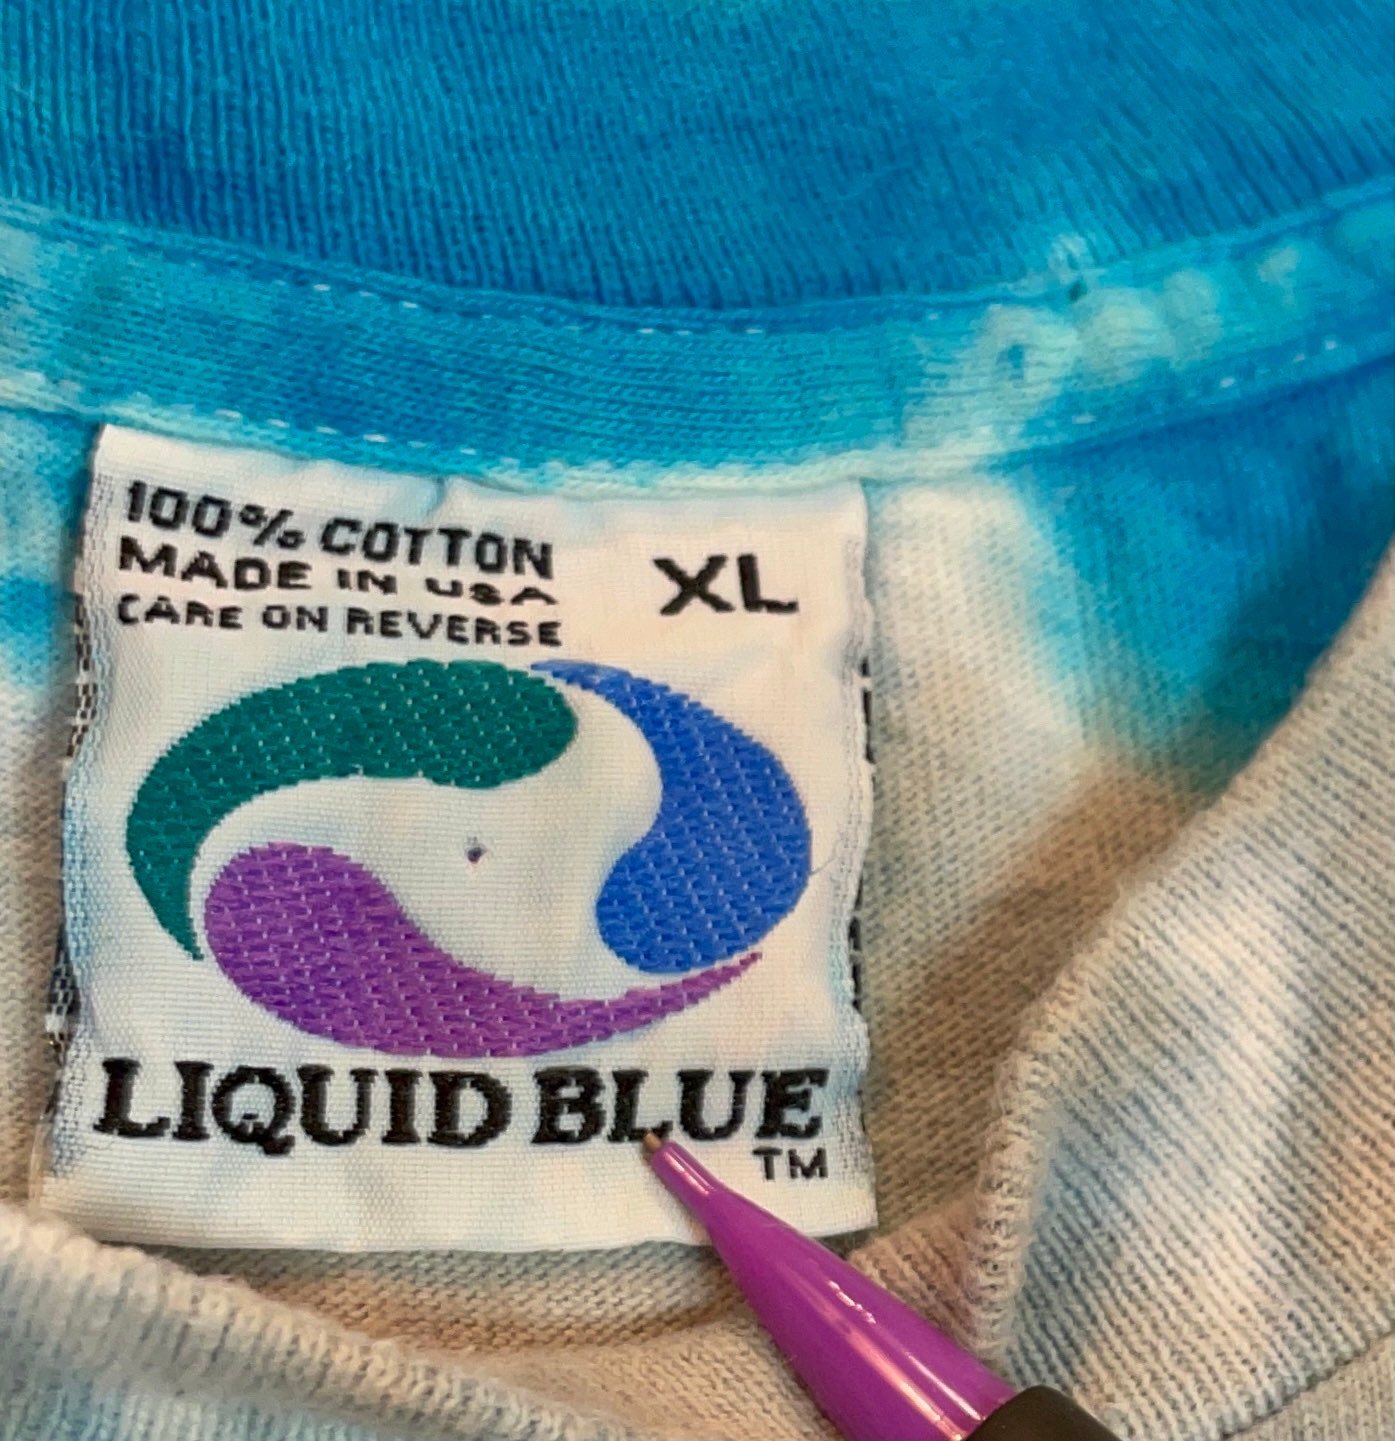 100% COTTON
MADE IN USA
CARE ON REVERSE
XL
LIQUID BLUE
TM